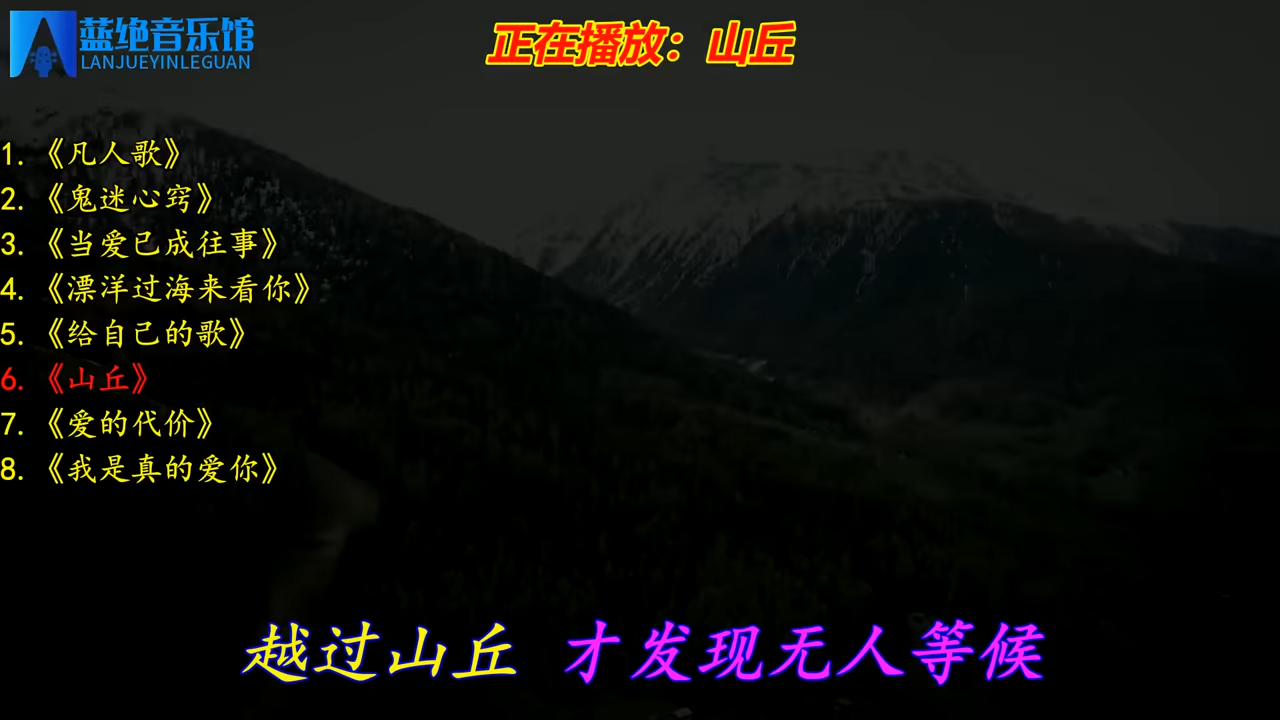 蓝绝音乐馆
LANJUEYINLEGUAN
正在播放：山丘
1.《凡人歌》
2.《鬼迷心窍》
3.《当爱已成往事》
4.《漂洋过海来看你》
5.《给自己的歌》
6.《山丘》
7.《爱的代价》
8.《我是真的爱你》
越过山丘 才发现无人等候